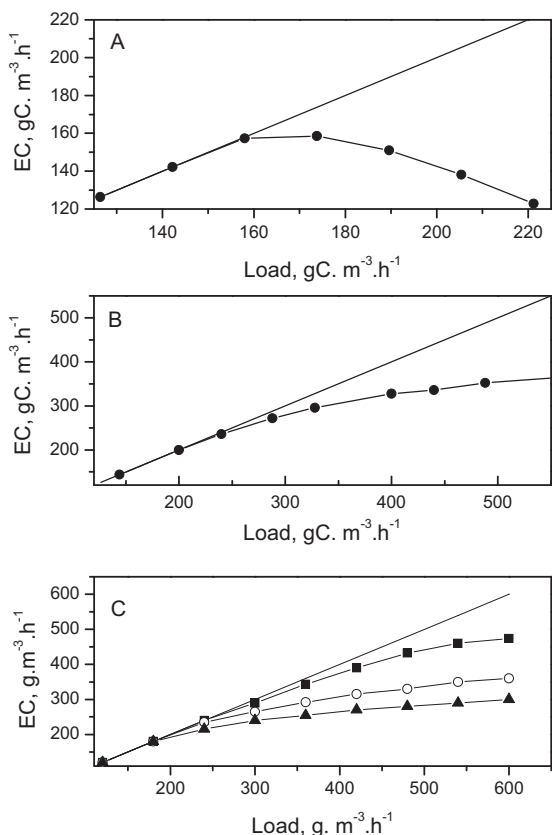 A
EC, gC. m⁻³.h⁻¹
220
200
180
160
140
120
140 160 180 200 220
Load, gC. m⁻³.h⁻¹
B
EC, gC. m⁻³.h⁻¹
500
400
300
200
200 300 400 500
Load, gC. m⁻³.h⁻¹
C
EC, g.m⁻³.h⁻¹
600
500
400
300
200
200 300 400 500 600
Load, g. m⁻³.h⁻¹